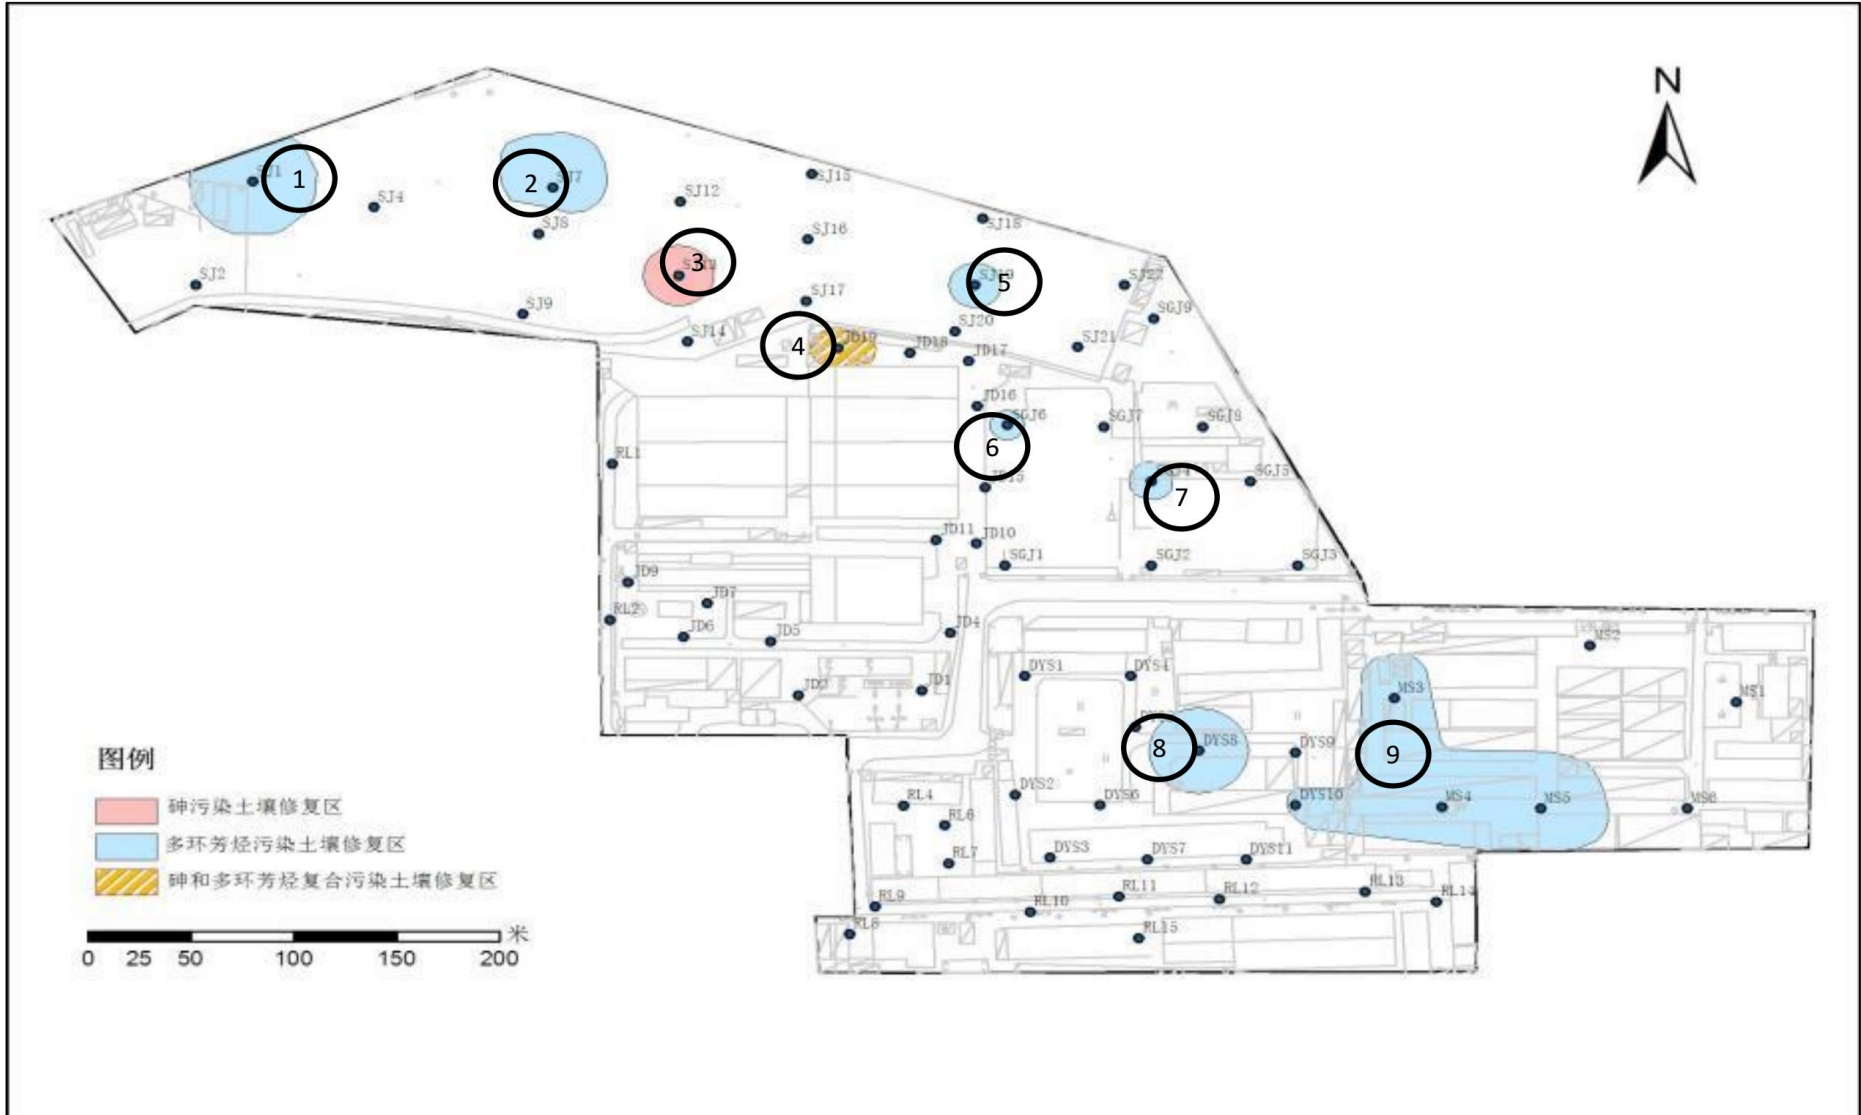 N
SJ1
1
2
SJ7
SJ4
SJ12
SJ15
SJ8
SJ16
SJ18
SJ2
3
SJ19
5
SJ22
SJ9
SJ17
SGJ9
SJ14
SJ20
4
JD19
JD18
JD17
SJ21
JD16
SGJ6
SGJ7
SGJ8
6
RL1
JD15
SGJ5
7
JD11
JD10
SGJ1
SGJ2
SGJ3
JD9
JD7
RL2
JD6
JD5
JD4
MS2
DYS1
DYS4
JD1
MS3
MS1
8
DYS8
DYS9
9
DYS2
DYS6
DYS10
MS4
MS5
MS6
RL4
RL6
RL7
DYS3
DYS7
DYS11
RL9
RL10
RL11
RL12
RL13
RL8
RL15
图例
砷污染土壤修复区
多环芳烃污染土壤修复区
砷和多环芳烃复合污染土壤修复区
米
0 25 50 100 150 200